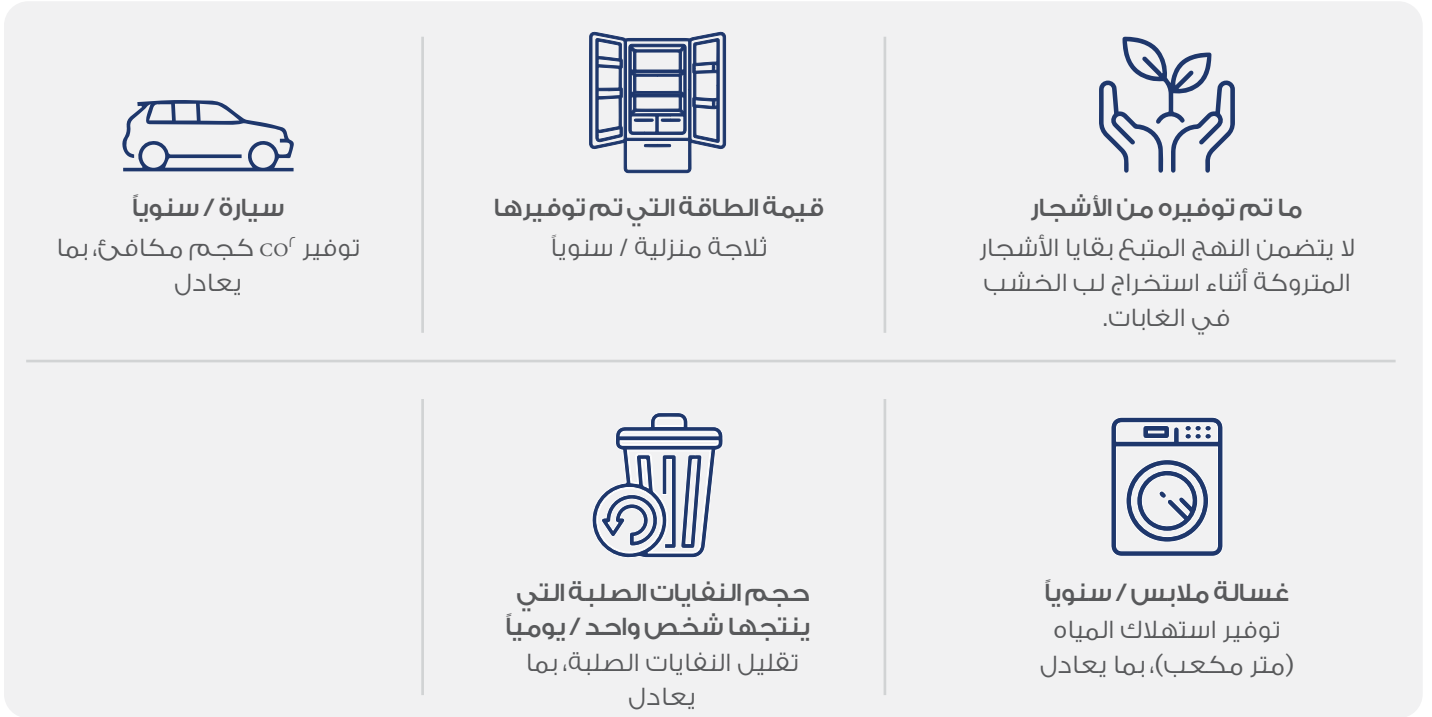 ما تم توفيره من الأشجار
لا يتضمن النهج المتبع بقايا الأشجار
المتروكة أثناء استخراج لب الخشب
في الغابات.
قيمة الطاقة التي تم توفيرها
ثلاجة منزلية / سنوياً
سيارة / سنوياً
توفير co٢ كجم مكافئ، بما
يعادل
غسالة ملابس / سنوياً
توفير استهلاك المياه
(متر مكعب)، بما يعادل
حجم النفايات الصلبة التي
ينتجها شخص واحد / يومياً
تقليل النفايات الصلبة، بما
يعادل